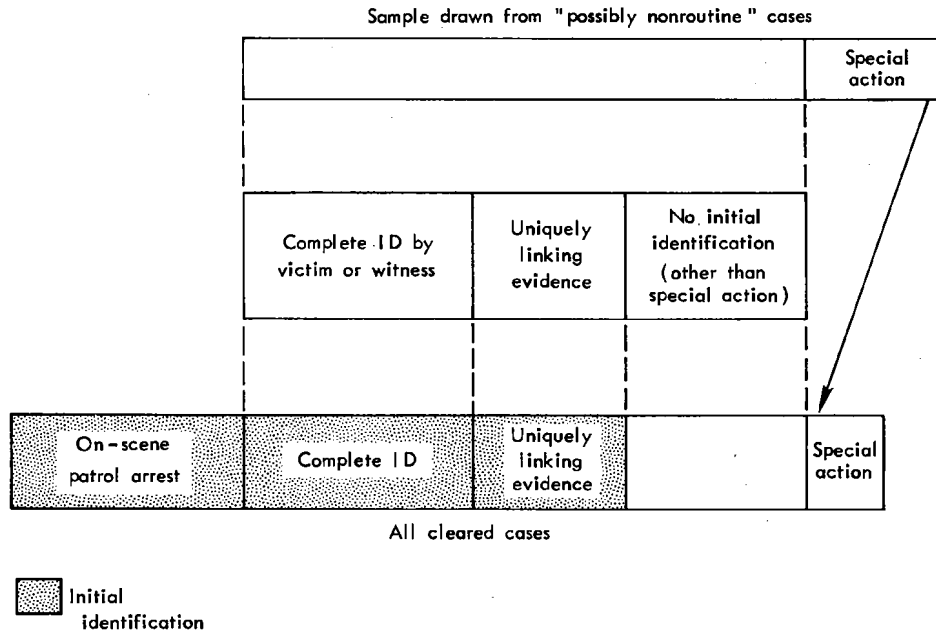 Sample drawn from "possibly nonroutine" cases
Special
action
Complete ID by
victim or witness
Uniquely
linking
evidence
No initial
identification
(other than
special action)
On-scene
patrol arrest
Complete ID
Uniquely
linking
evidence
Special
action
All cleared cases
Initial
identification